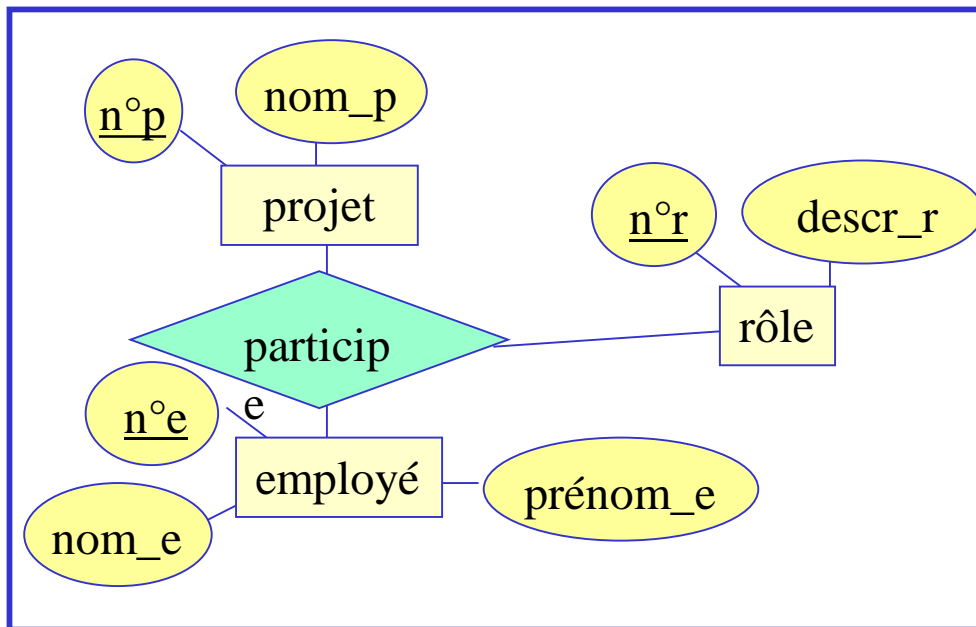 nom_p
n°p
projet
descr_r
n°r
rôle
particip
e
n°e
employé
prénom_e
nom_e